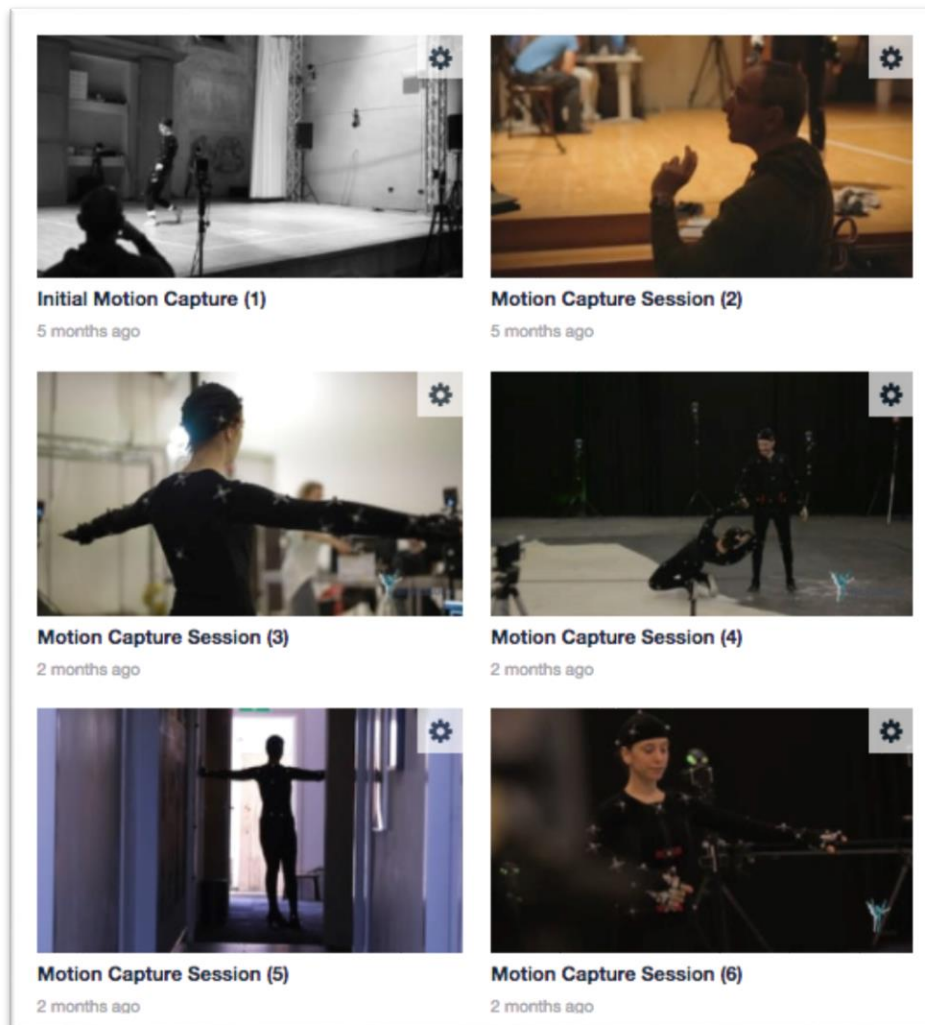 Initial Motion Capture (1)
5 months ago
Motion Capture Session (2)
5 months ago
Motion Capture Session (3)
2 months ago
Motion Capture Session (4)
2 months ago
Motion Capture Session (5)
2 months ago
Motion Capture Session (6)
2 months ago